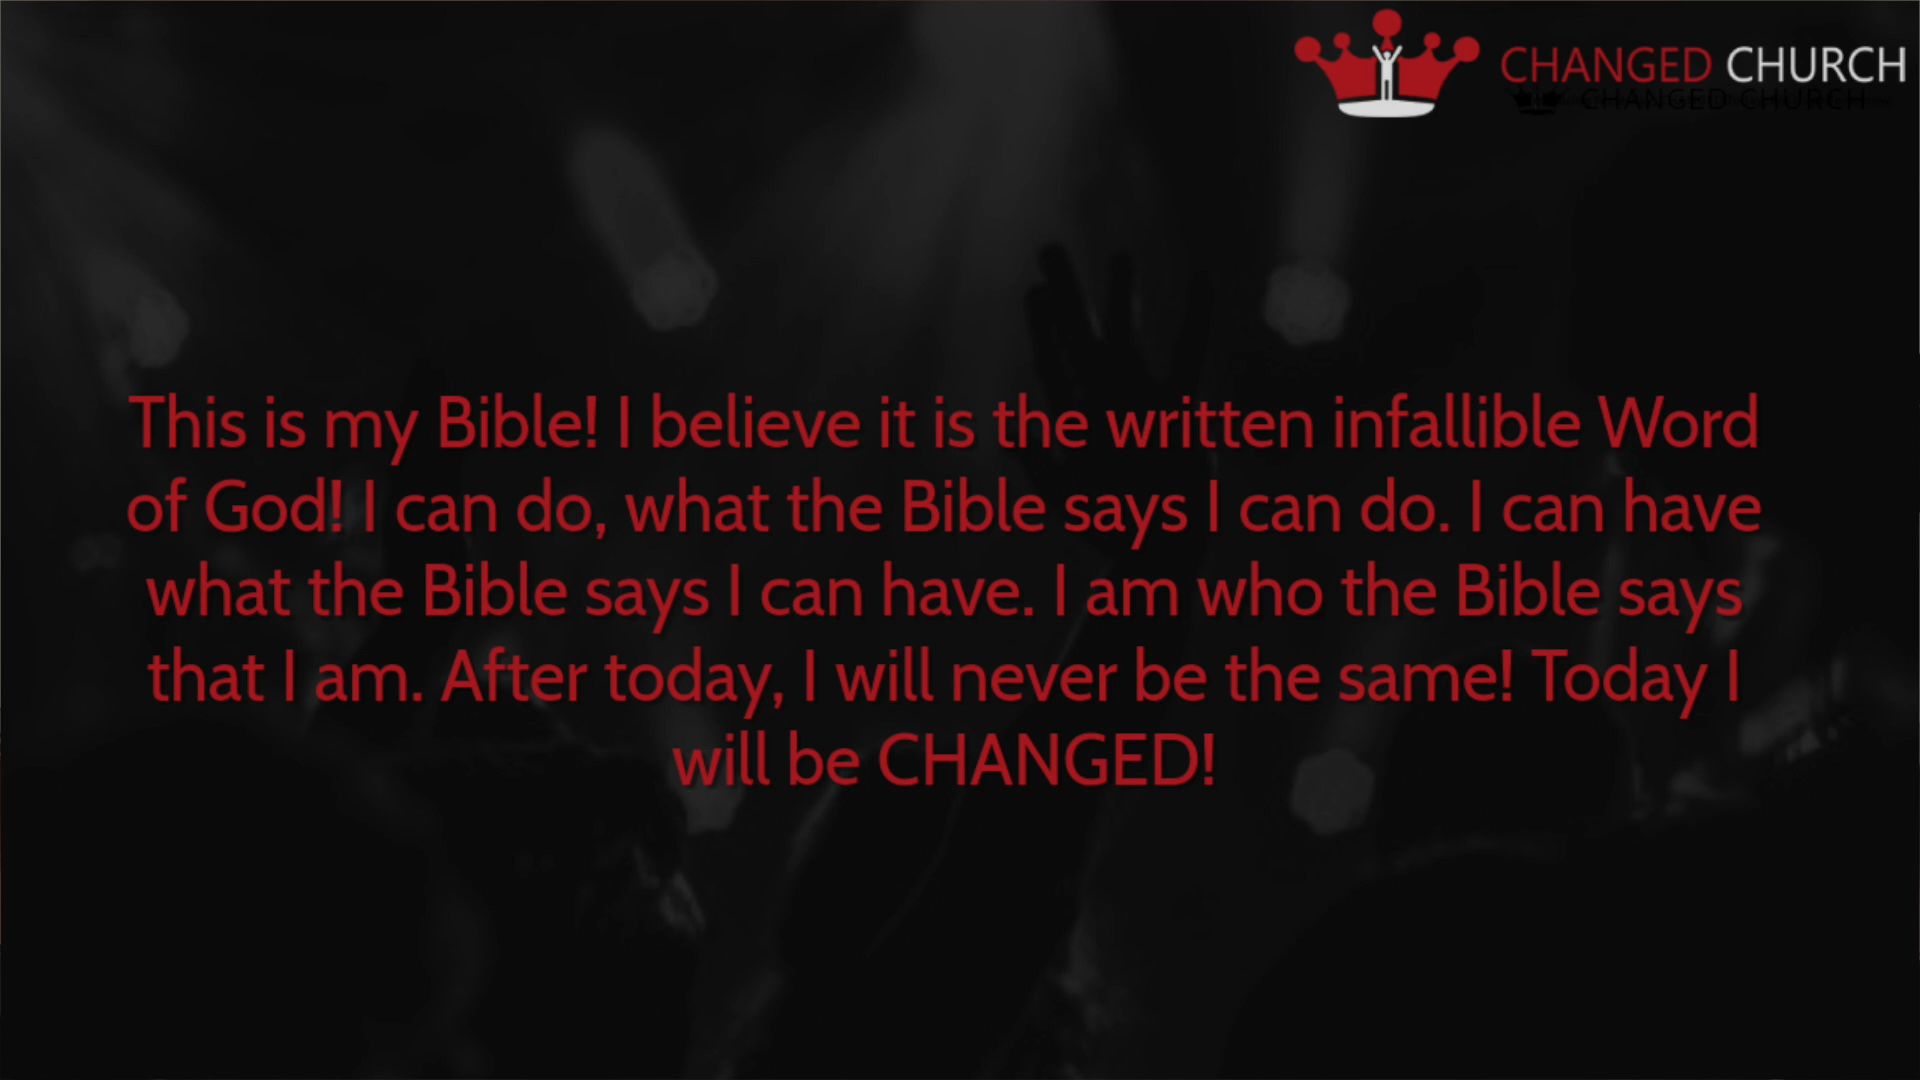 CHANGED CHURCH
CHANGED CHURCH
This is my Bible! I believe it is the written infallible Word
of God! I can do, what the Bible says I can do. I can have
what the Bible says I can have. I am who the Bible says
that I am. After today, I will never be the same! Today I
will be CHANGED!